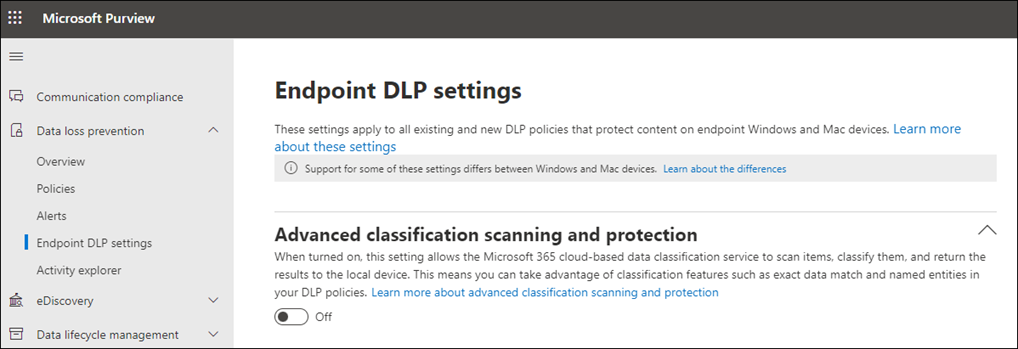 Microsoft Purview
Communication compliance
Data loss prevention
Overview
Policies
Alerts
Endpoint DLP settings
Activity explorer
eDiscovery
Data lifecycle management
Endpoint DLP settings
These settings apply to all existing and new DLP policies that protect content on endpoint Windows and Mac devices. Learn more
about these settings
Support for some of these settings differs between Windows and Mac devices. Learn about the differences
Advanced classification scanning and protection
When turned on, this setting allows the Microsoft 365 cloud-based data classification service to scan items, classify them, and return the
results to the local device. This means you can take advantage of classification features such as exact data match and named entities in
your DLP policies. Learn more about advanced classification scanning and protection
Off